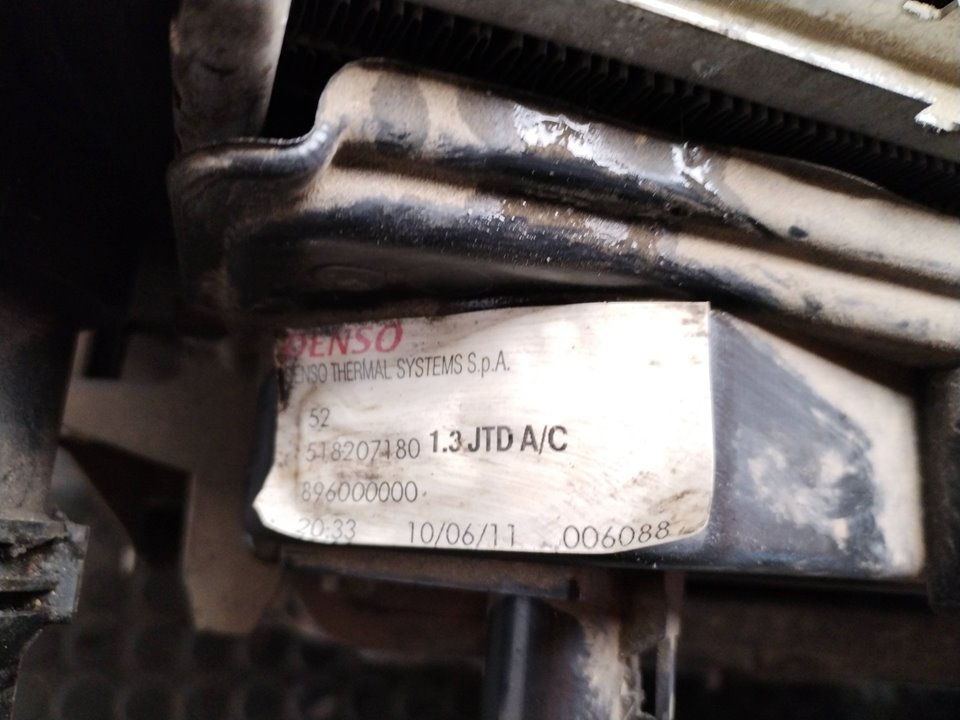 DENSO
DENSO THERMAL SYSTEMS S.p.A.
52
518207180 1.3 JTD A/C
896000000
20:33 10/06/11 006088